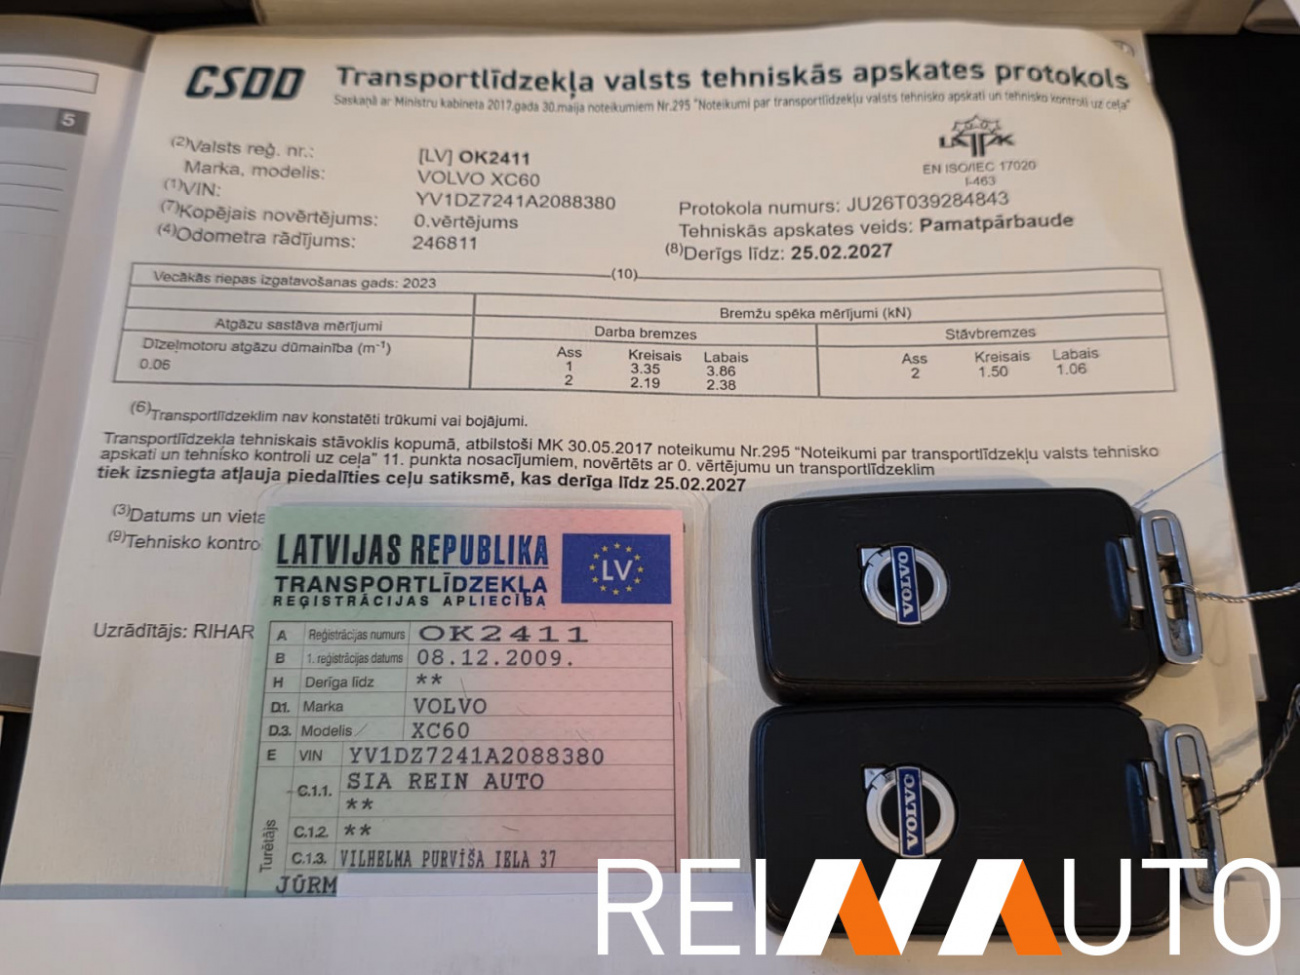 5
CSDD Transportlīdzekļa valsts tehniskās apskates protokols
Saskaņā ar Ministru kabineta 2017.gada 30.maija noteikumiem Nr.295 "Noteikumi par transportlīdzekļu valsts tehnisko apskati un tehnisko kontroli uz ceļa"
(2)Valsts reģ. nr.: [LV] OK2411
Marka, modelis: VOLVO XC60
(1)VIN: YV1DZ7241A2088380
(7)Kopējais novērtējums: 0.vērtējums
(4)Odometra rādījums: 246811
LATAK
EN ISO/IEC 17020
I-463
Protokola numurs: JU26T039284843
Tehniskās apskates veids: Pamatpārbaude
(8)Derīgs līdz: 25.02.2027
(10)
Vecākās riepas izgatavošanas gads: 2023
Bremžu spēka mērījumi (kN)
Atgāzu sastāva mērījumi Darba bremzes Stāvbremzes
Dīzeļmotoru atgāzu dūmainība (m-1) Ass Kreisais Labais Ass Kreisais Labais
0.06 1 3.35 3.86 2 1.50 1.06
2 2.19 2.38
(6)Transportlīdzeklim nav konstatēti trūkumi vai bojājumi.
Transportlīdzekļa tehniskais stāvoklis kopumā, atbilstoši MK 30.05.2017 noteikumu Nr.295 "Noteikumi par transportlīdzekļu valsts tehnisko
apskati un tehnisko kontroli uz ceļa" 11. punkta nosacījumiem, novērtēts ar 0. vērtējumu un transportlīdzeklim
tiek izsniegta atļauja piedalīties ceļu satiksmē, kas derīga līdz 25.02.2027
(3)Datums un vieta
(9)Tehnisko kontro
Uzrādītājs: RIHAR
LATVIJAS REPUBLIKA
LV
TRANSPORTLĪDZEKĻA
REĢISTRĀCIJAS APLIECĪBA
A Reģistrācijas numurs OK2411
B 1. reģistrācijas datums 08.12.2009.
H Derīga līdz **
D.1. Marka VOLVO
D.3. Modelis XC60
E VIN YV1DZ7241A2088380
Turētājs
C.1.1. SIA REIN AUTO
**
C.1.2. **
C.1.3. VILHELMA PURVĪŠA IELA 37
JŪRM
VOLVO
VOLVO
REIN AUTO